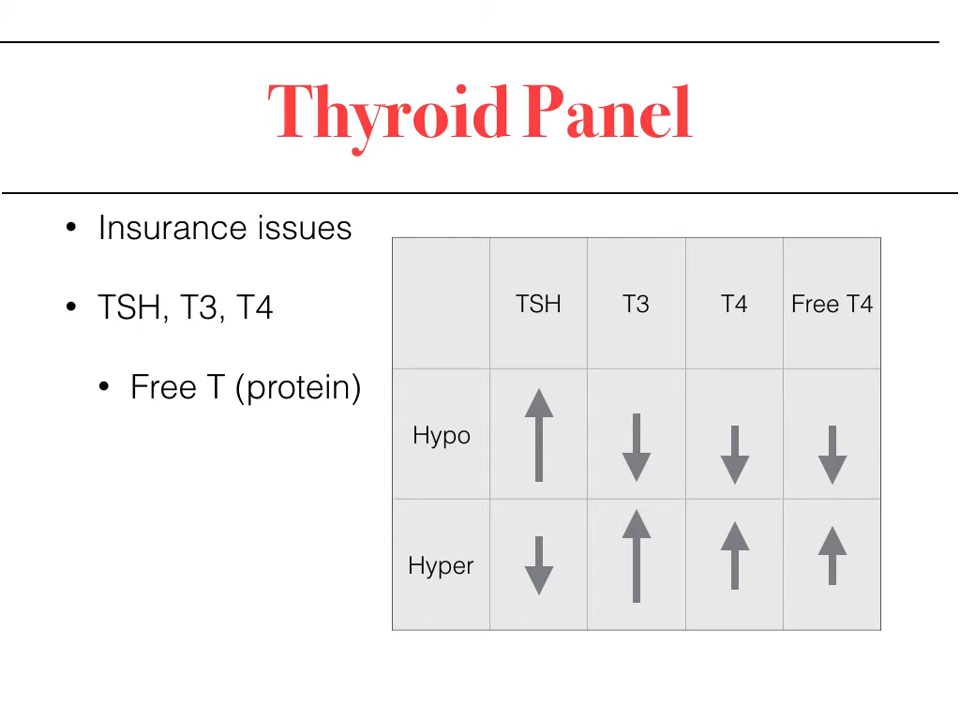 Thyroid Panel
• Insurance issues
• TSH, T3, T4
• Free T (protein)
TSH T3 T4 Free T4
Hypo
Hyper